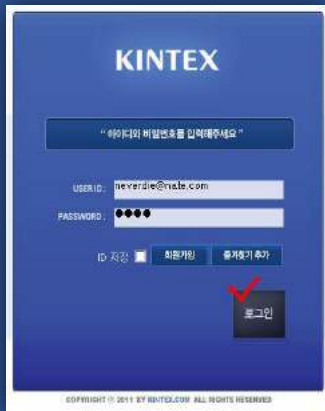 KINTEX
" 아이디와 비밀번호를 입력해주세요 "
USER ID : neverdie@nate.com
PASSWORD : ●●●●
ID 저장 회원가입 즐겨찾기 추가
로그인
COPYRIGHT ⓒ 2011 BY KINTEX.COM ALL RIGHTS RESERVED